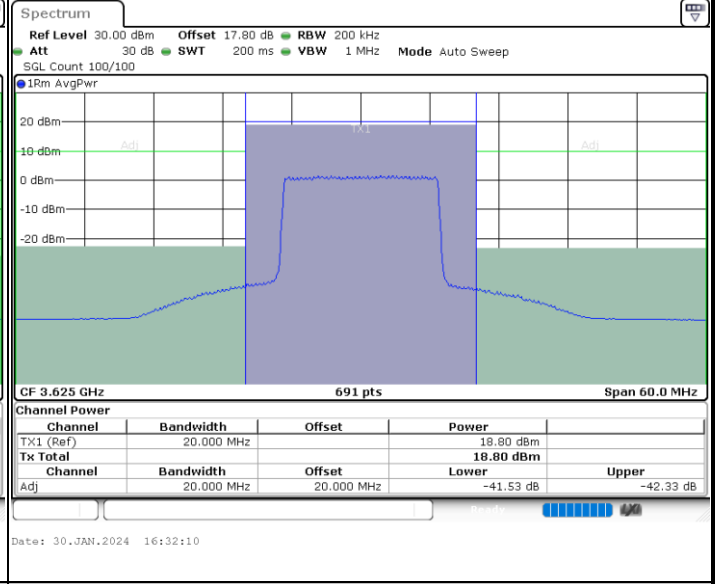 Spectrum
Ref Level 30.00 dBm Offset 17.80 dB RBW 200 kHz
Att 30 dB SWT 200 ms VBW 1 MHz Mode Auto Sweep
SGL Count 100/100
1Rm AvgPwr
20 dBm
TX1
Adj Adj
10 dBm
0 dBm
-10 dBm
-20 dBm
CF 3.625 GHz 691 pts Span 60.0 MHz
Channel Power
Channel Bandwidth Offset Power
TX1 (Ref) 20.000 MHz 18.80 dBm
Tx Total 18.80 dBm
Channel Bandwidth Offset Lower Upper
Adj 20.000 MHz 20.000 MHz -41.53 dB -42.33 dB
Ready
Date: 30.JAN.2024 16:32:10